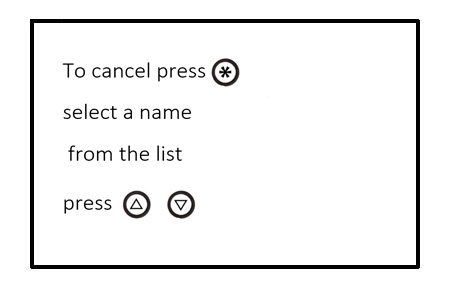 To cancel press *
select a name
from the list
press △ ▽